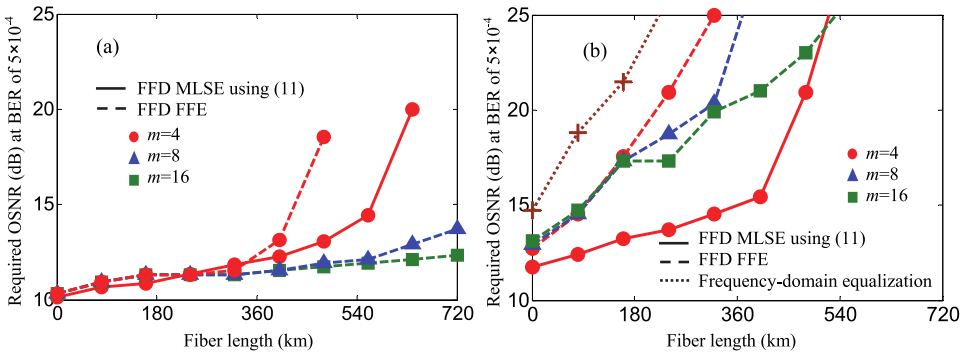 (a)
FFD MLSE using (11)
FFD FFE
m=4
m=8
m=16
Required OSNR (dB) at BER of 5×10⁻⁴
25
20
15
10
0
180
360
540
720
Fiber length (km)
(b)
m=4
m=8
m=16
FFD MLSE using (11)
FFD FFE
Frequency-domain equalization
Required OSNR (dB) at BER of 5×10⁻⁴
25
20
15
10
0
180
360
540
720
Fiber length (km)